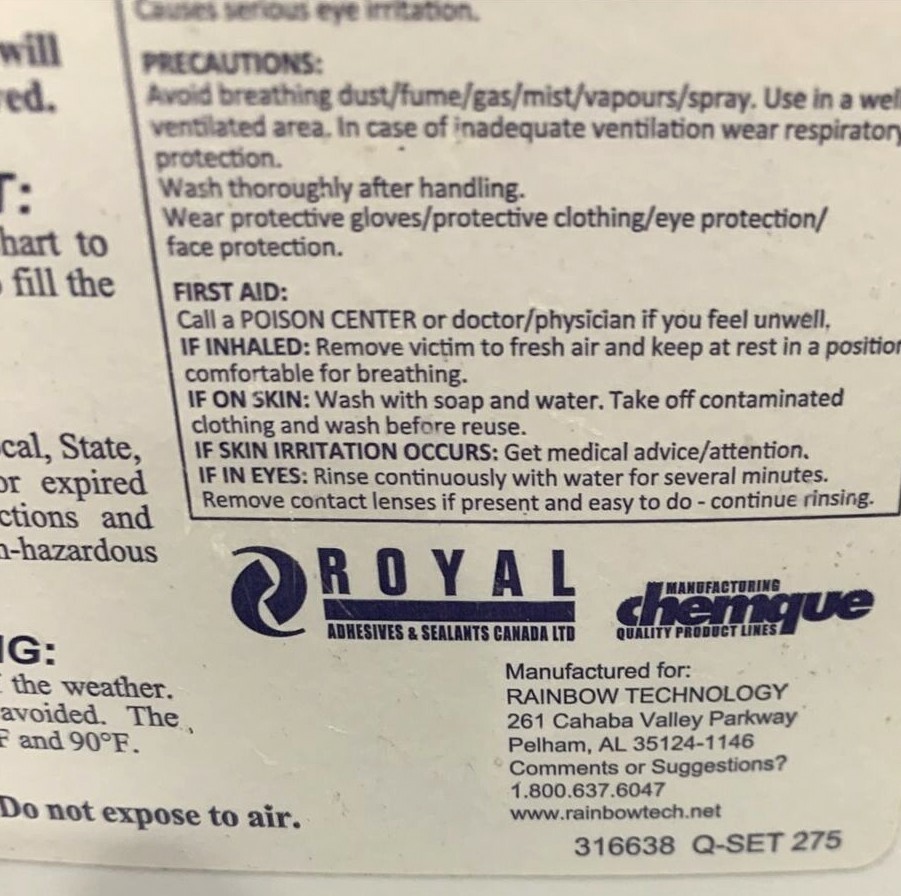 will
red.
T:
hart to
fill the
cal, State,
or expired
ctions and
n-hazardous
IG:
the weather.
avoided. The
F and 90°F.
Do not expose to air.
Causes serious eye irritation.
PRECAUTIONS:
Avoid breathing dust/fume/gas/mist/vapours/spray. Use in a wel
ventilated area. In case of inadequate ventilation wear respiratory
protection.
Wash thoroughly after handling.
Wear protective gloves/protective clothing/eye protection/
face protection.
FIRST AID:
Call a POISON CENTER or doctor/physician if you feel unwell,
IF INHALED: Remove victim to fresh air and keep at rest in a position
comfortable for breathing.
IF ON SKIN: Wash with soap and water. Take off contaminated
clothing and wash before reuse.
IF SKIN IRRITATION OCCURS: Get medical advice/attention.
IF IN EYES: Rinse continuously with water for several minutes.
Remove contact lenses if present and easy to do - continue rinsing.
ROYAL
ADHESIVES & SEALANTS CANADA LTD
MANUFACTURING
chemque
QUALITY PRODUCT LINES
Manufactured for:
RAINBOW TECHNOLOGY
261 Cahaba Valley Parkway
Pelham, AL 35124-1146
Comments or Suggestions?
1.800.637.6047
www.rainbowtech.net
316638 Q-SET 275